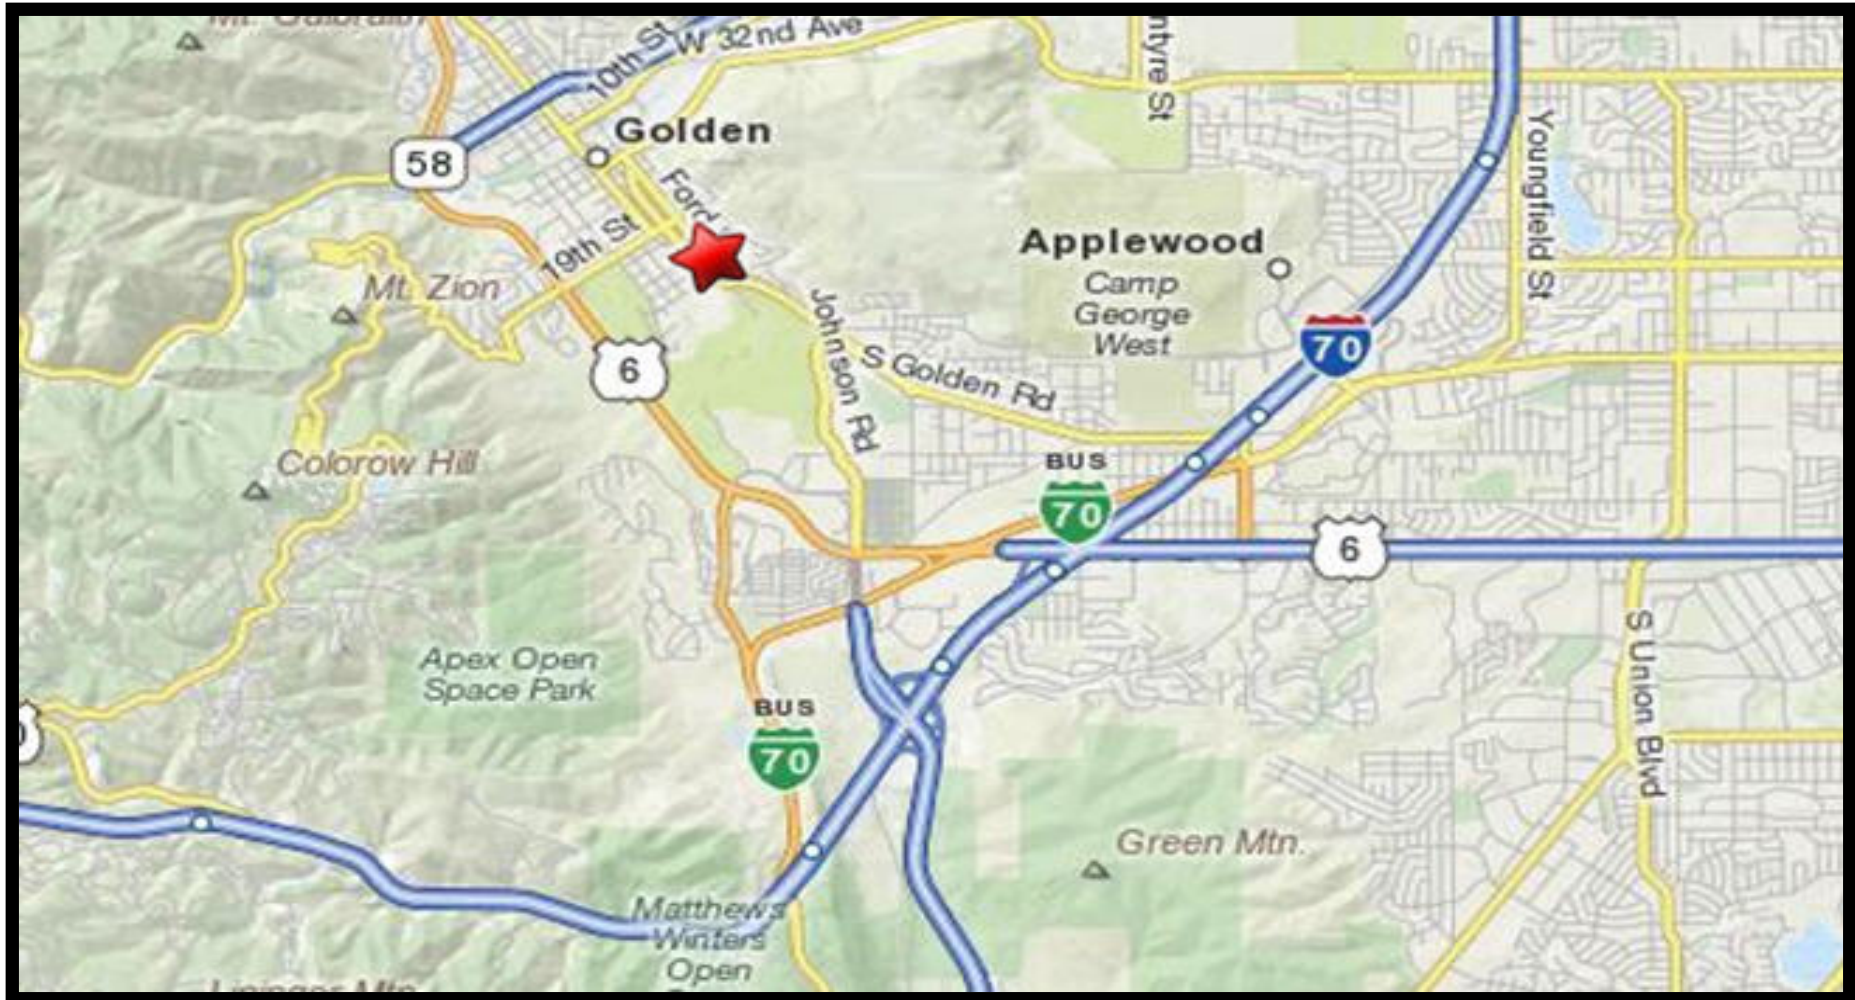 W 32nd Ave
10th St
ntyre St
Golden
58
Youngfield St
Ford
19th St
Applewood
Mt. Zion
Camp
George
West
Johnson Rd
70
S Golden Rd
6
Colorow Hill
BUS
70
6
S Union Blvd
Apex Open
Space Park
BUS
70
Green Mtn.
Matthews
Winters
Open